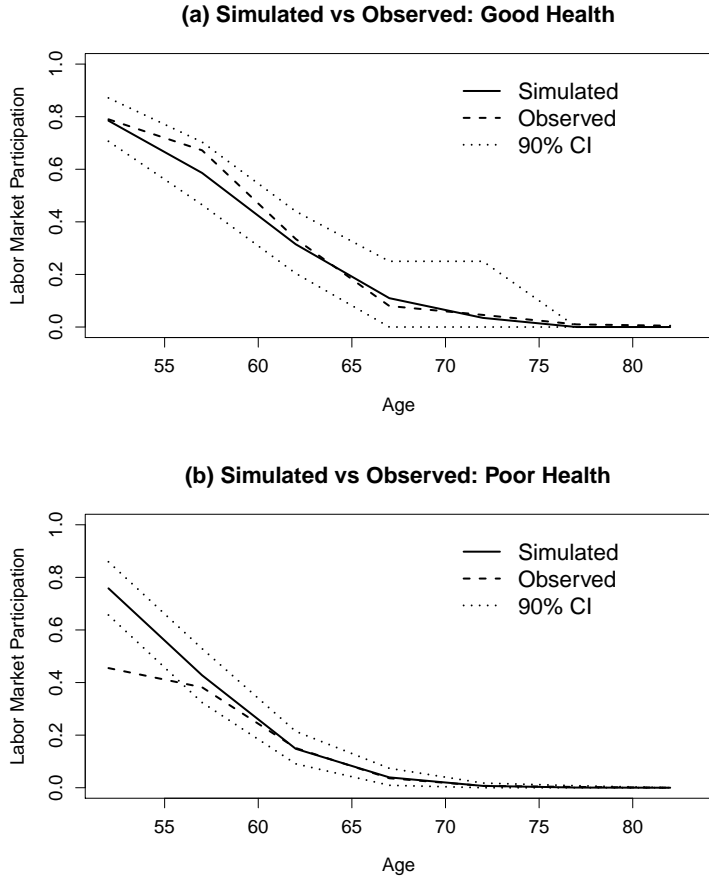 (a) Simulated vs Observed: Good Health
Labor Market Participation
1.0
0.8
0.6
0.4
0.2
0.0
Simulated
Observed
90% CI
55 60 65 70 75 80
Age
(b) Simulated vs Observed: Poor Health
Labor Market Participation
1.0
0.8
0.6
0.4
0.2
0.0
Simulated
Observed
90% CI
55 60 65 70 75 80
Age